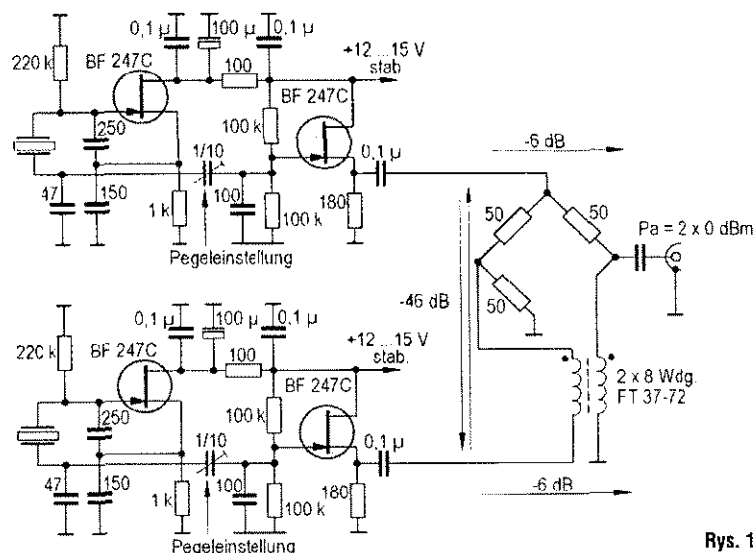 0,1 µ
100 µ
0,1 µ
+12 ...15 V
stab.
220 k
BF 247C
100
BF 247C
100 k
250
1/10
0,1 µ
-6 dB
47
150
1 k
100
100 k
180
Pegeleinstellung
50
50
50
Pa = 2 x 0 dBm
-46 dB
0,1 µ
100 µ
0,1 µ
+12 ...15 V
stab.
220 k
BF 247C
100
BF 247C
100 k
250
1/10
0,1 µ
2 x 8 Wdg.
FT 37-72
47
150
1 k
100
100 k
180
-6 dB
Pegeleinstellung
Rys. 1